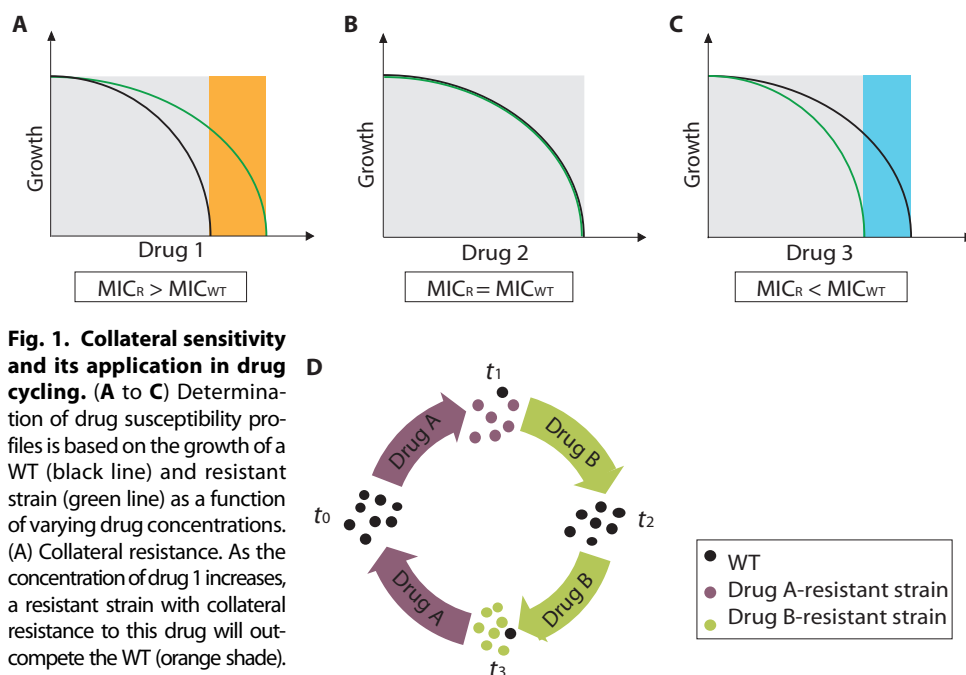 A
B
C
Growth
Growth
Growth
Drug 1
Drug 2
Drug 3
MICR > MICWT
MICR = MICWT
MICR < MICWT
Fig. 1. Collateral sensitivity
and its application in drug
cycling. (A to C) Determina-
tion of drug susceptibility pro-
files is based on the growth of a
WT (black line) and resistant
strain (green line) as a function
of varying drug concentrations.
(A) Collateral resistance. As the
concentration of drug 1 increases,
a resistant strain with collateral
resistance to this drug will out-
compete the WT (orange shade).
D
t1
Drug A
Drug B
t0
t2
Drug A
Drug B
t3
WT
Drug A-resistant strain
Drug B-resistant strain